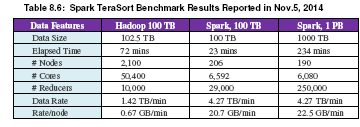 Table 8.6: Spark TeraSort Benchmark Results Reported in Nov.5, 2014
Data Features Hadoop 100 TB Spark 100 TB Spark, 1 PB
Data Size 102.5 TB 100 TB 1000 TB
Elapsed Time 72 mins 23 mins 234 mins
# Nodes 2,100 206 190
# Cores 50,400 6,592 6,080
# Reducers 10,000 29,000 250,000
Data Rate 1.42 TB/min 4.27 TB/min 4.27 TB/min
Rate/node 0.67 GB/min 20.7 GB/min 22.5 GB/min